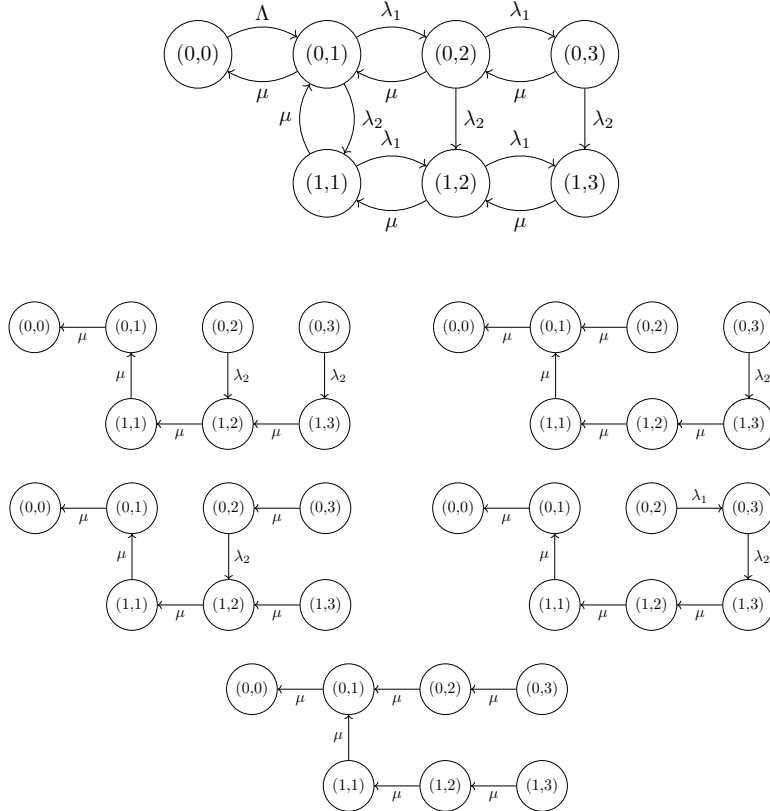 Λ λ1 λ1
(0,0) (0,1) (0,2) (0,3)
μ μ μ
μ λ2 λ2 λ2
λ1 λ1
(1,1) (1,2) (1,3)
μ μ
(0,0) (0,1) (0,2) (0,3)
μ
μ λ2 λ2
(1,1) (1,2) (1,3)
μ μ
(0,0) (0,1) (0,2) (0,3)
μ μ
μ λ2
(1,1) (1,2) (1,3)
μ μ
(0,0) (0,1) (0,2) (0,3)
μ μ
μ λ2
(1,1) (1,2) (1,3)
μ μ
λ1
(0,0) (0,1) (0,2) (0,3)
μ
μ λ2
(1,1) (1,2) (1,3)
μ μ
(0,0) (0,1) (0,2) (0,3)
μ μ μ
μ
(1,1) (1,2) (1,3)
μ μ